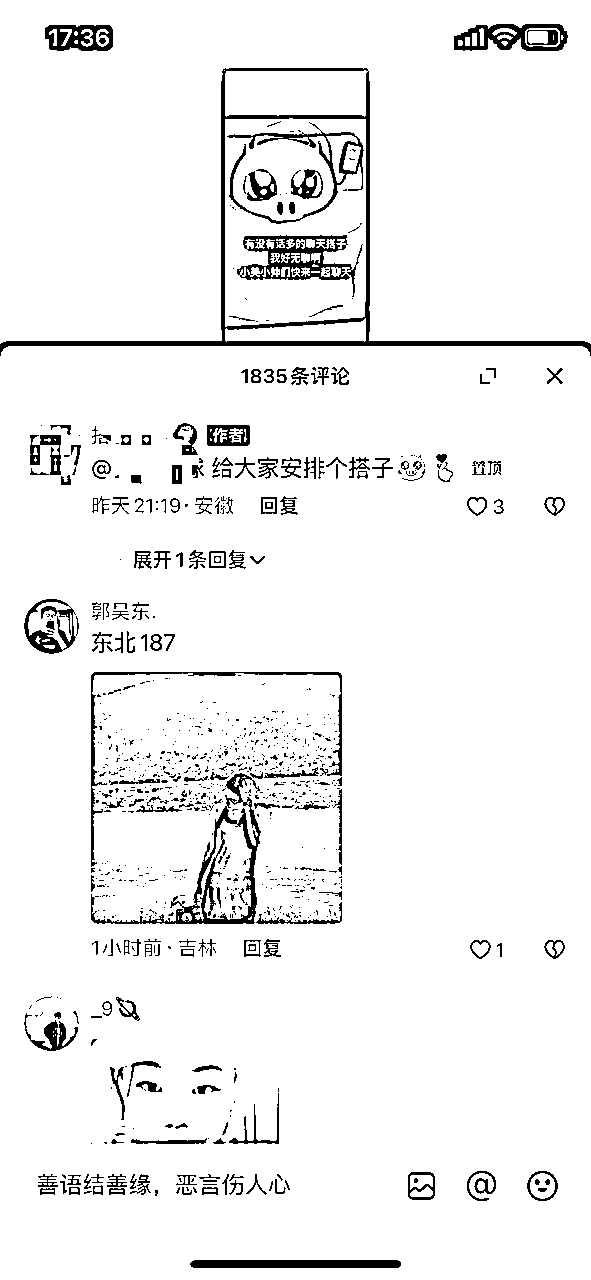 17:36
有没有话多的聊天搭子
我好无聊啊
小美小帅们快来一起聊天
1835条评论
作者
@ 给大家安排个搭子 置顶
昨天 21:19·安徽 回复 3
展开1条回复
郭吴东.
东北187
1小时前·吉林 回复 1
_9
善语结善缘，恶言伤人心